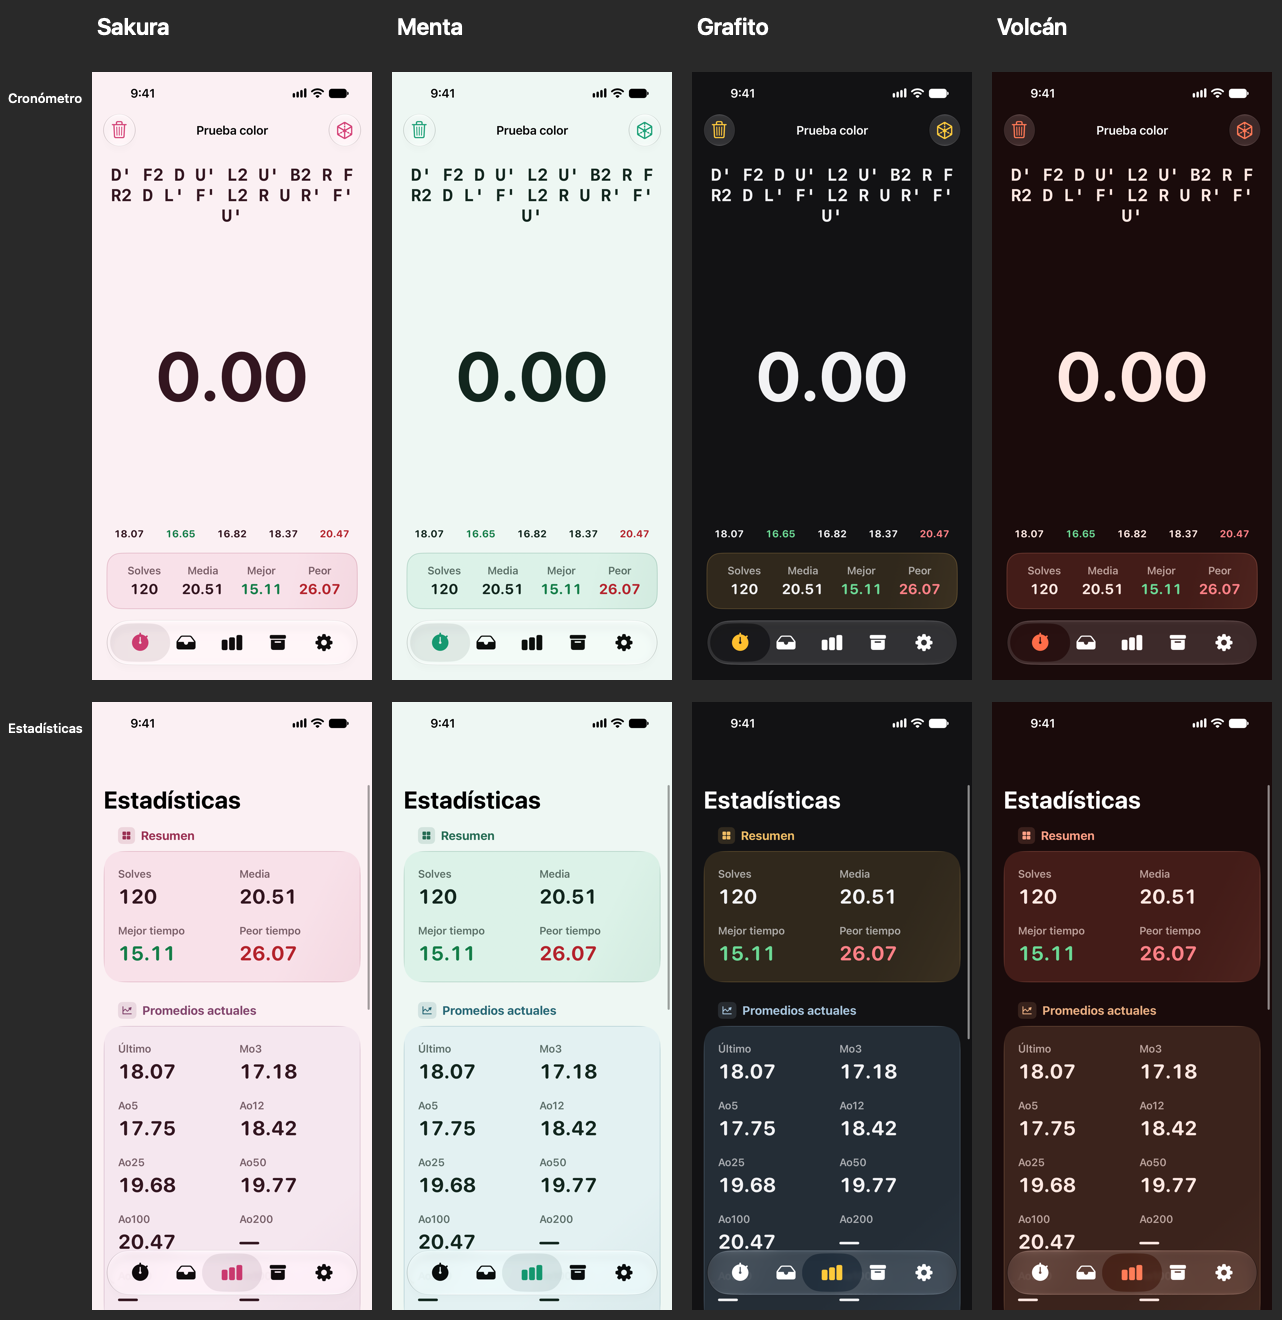 Sakura Menta Grafito Volcán
Cronómetro
9:41 9:41 9:41 9:41
Prueba color Prueba color Prueba color Prueba color
D' F2 D U' L2 U' B2 R F D' F2 D U' L2 U' B2 R F D' F2 D U' L2 U' B2 R F D' F2 D U' L2 U' B2 R F
R2 D L' F' L2 R U R' F' R2 D L' F' L2 R U R' F' R2 D L' F' L2 R U R' F' R2 D L' F' L2 R U R' F'
U' U' U' U'
0.00 0.00 0.00 0.00
18.07 16.65 16.82 18.37 20.47 18.07 16.65 16.82 18.37 20.47 18.07 16.65 16.82 18.37 20.47 18.07 16.65 16.82 18.37 20.47
Solves Media Mejor Peor Solves Media Mejor Peor Solves Media Mejor Peor Solves Media Mejor Peor
120 20.51 15.11 26.07 120 20.51 15.11 26.07 120 20.51 15.11 26.07 120 20.51 15.11 26.07
Estadísticas
9:41 9:41 9:41 9:41
Estadísticas Estadísticas Estadísticas Estadísticas
Resumen Resumen Resumen Resumen
Solves Media Solves Media Solves Media Solves Media
120 20.51 120 20.51 120 20.51 120 20.51
Mejor tiempo Peor tiempo Mejor tiempo Peor tiempo Mejor tiempo Peor tiempo Mejor tiempo Peor tiempo
15.11 26.07 15.11 26.07 15.11 26.07 15.11 26.07
Promedios actuales Promedios actuales Promedios actuales Promedios actuales
Último Mo3 Último Mo3 Último Mo3 Último Mo3
18.07 17.18 18.07 17.18 18.07 17.18 18.07 17.18
Ao5 Ao12 Ao5 Ao12 Ao5 Ao12 Ao5 Ao12
17.75 18.42 17.75 18.42 17.75 18.42 17.75 18.42
Ao25 Ao50 Ao25 Ao50 Ao25 Ao50 Ao25 Ao50
19.68 19.77 19.68 19.77 19.68 19.77 19.68 19.77
Ao100 Ao200 Ao100 Ao200 Ao100 Ao200 Ao100 Ao200
20.47 — 20.47 — 20.47 — 20.47 —
— — — — — — — —